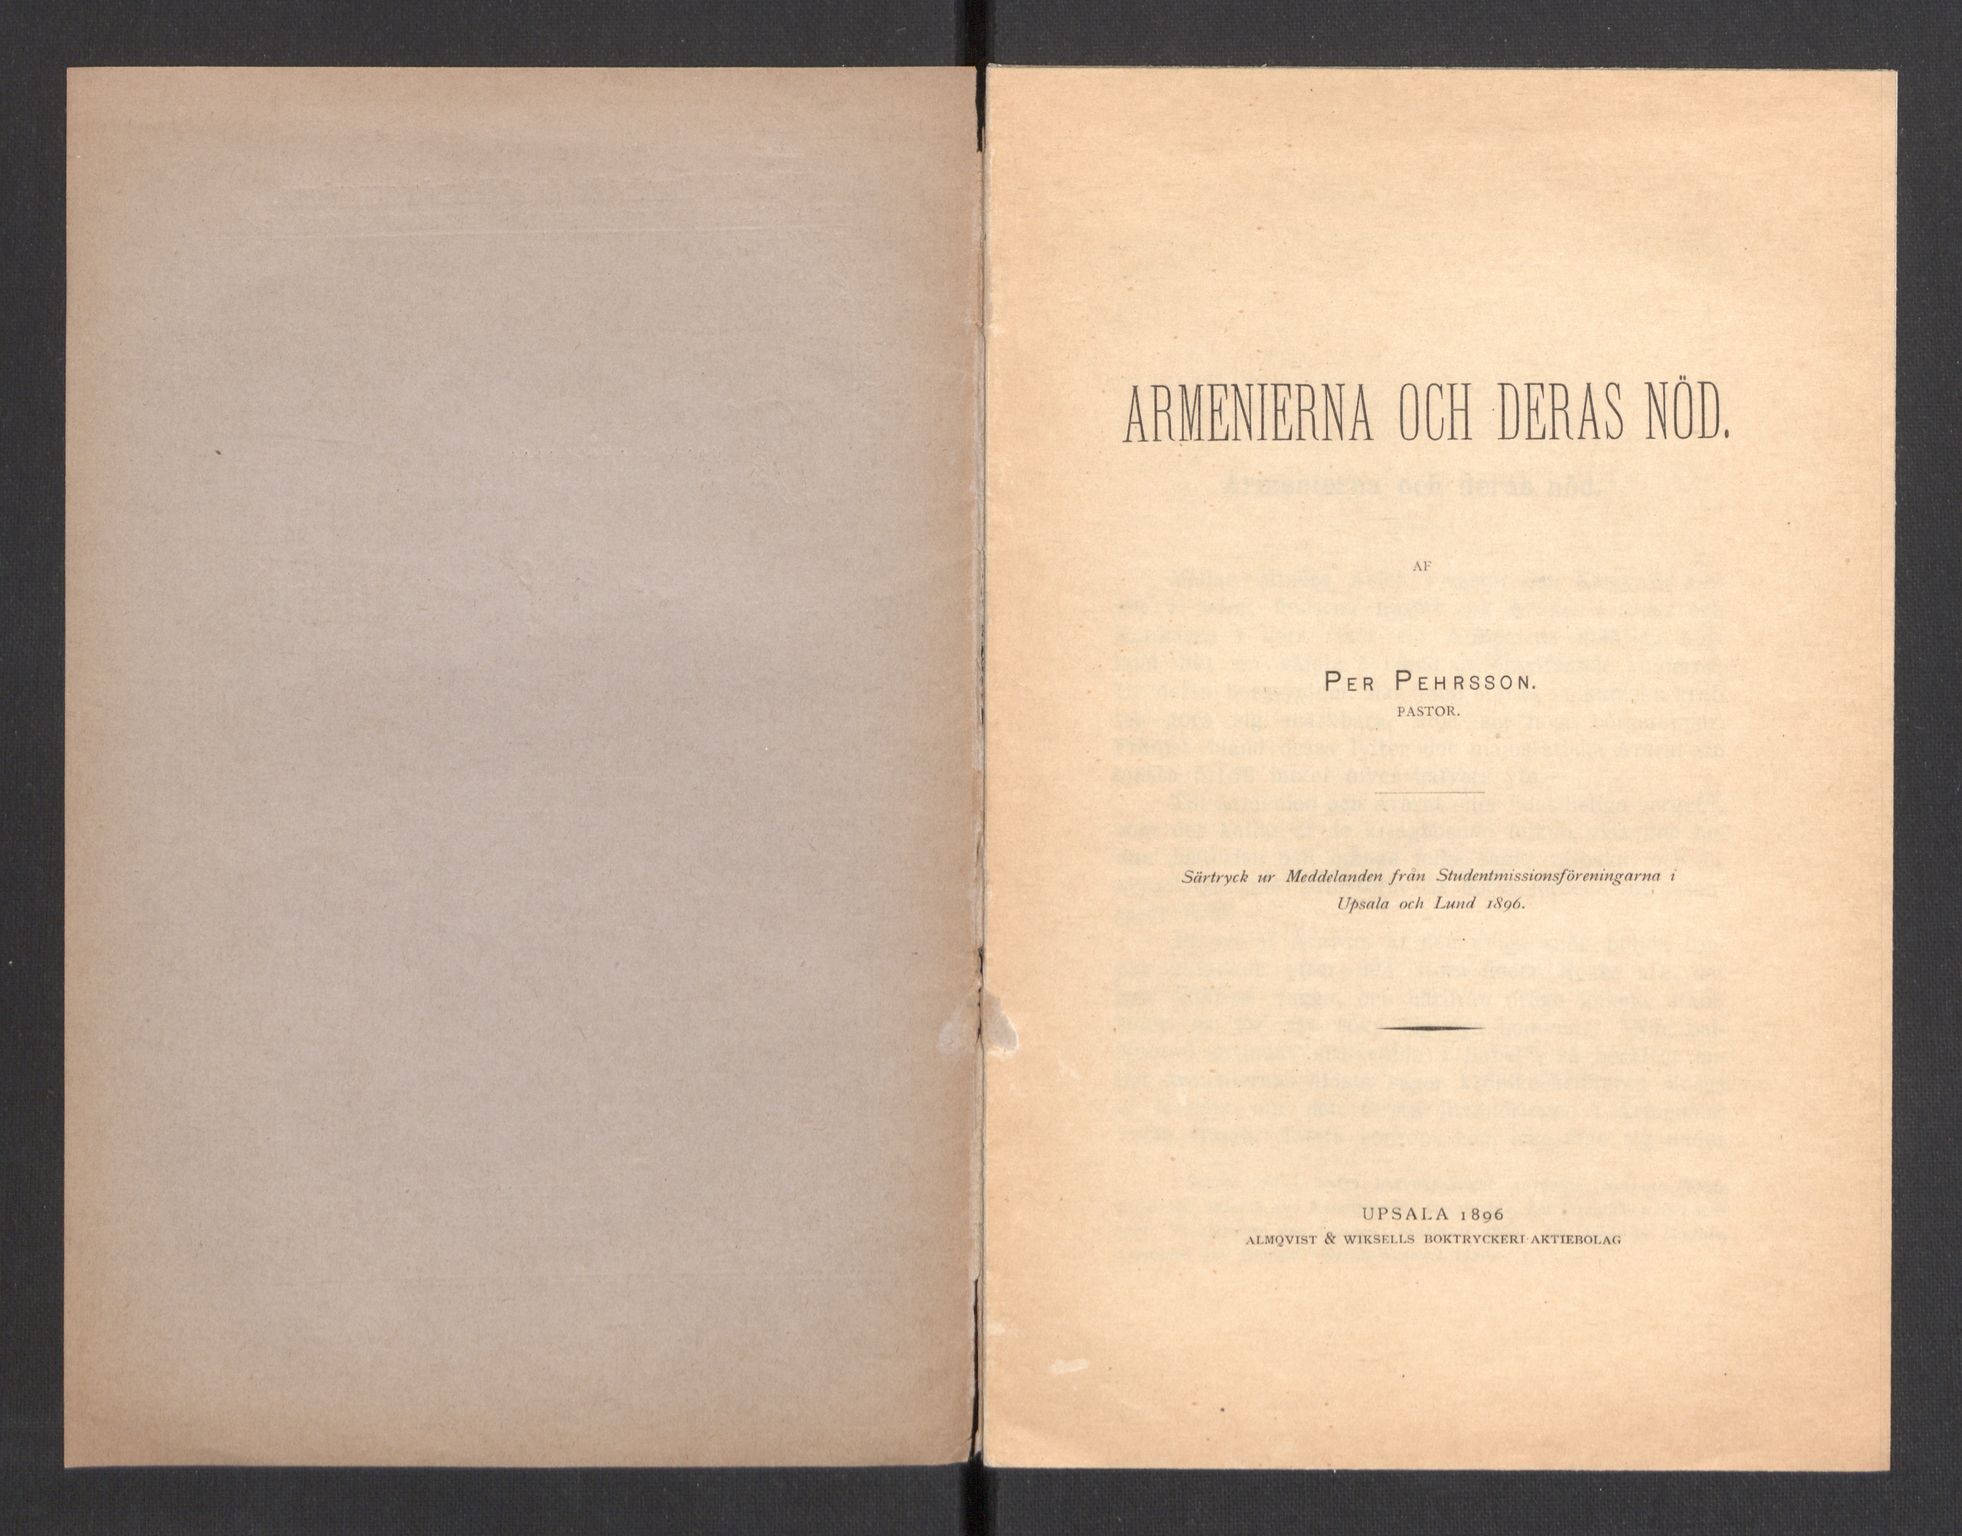 ARMENIERNA OCH DERAS NÖD.
AF
PER PEHRSSON.
PASTOR.
Särtryck ur Meddelanden från Studentmissionsföreningarna i
Upsala och Lund 1896.
UPSALA 1896
ALMQVIST & WIKSELLS BOKTRYCKERI-AKTIEBOLAG